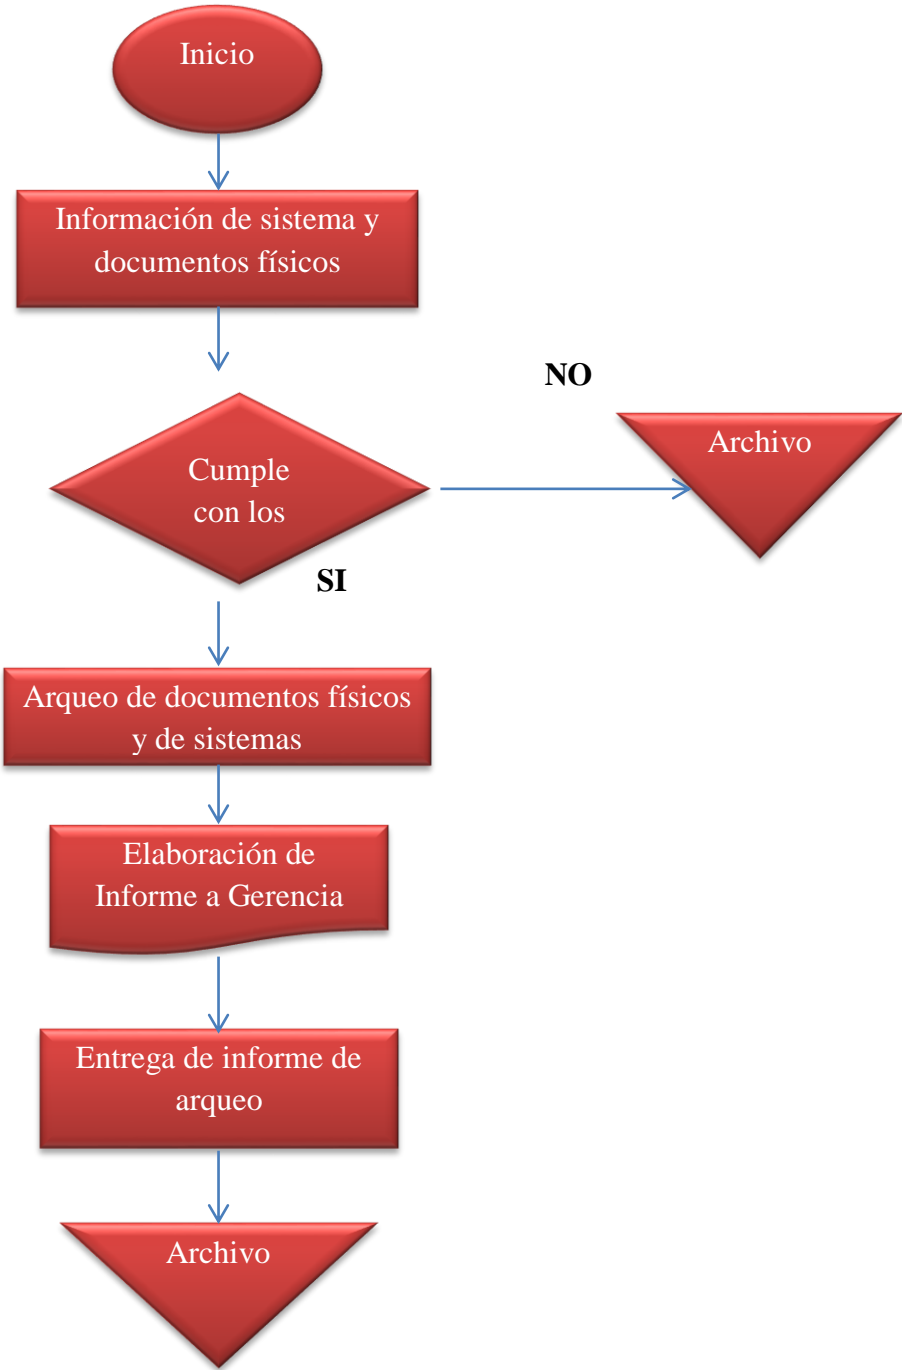 Inicio
Información de sistema y
documentos físicos
NO
Archivo
Cumple
con los
SI
Arqueo de documentos físicos
y de sistemas
Elaboración de
Informe a Gerencia
Entrega de informe de
arqueo
Archivo